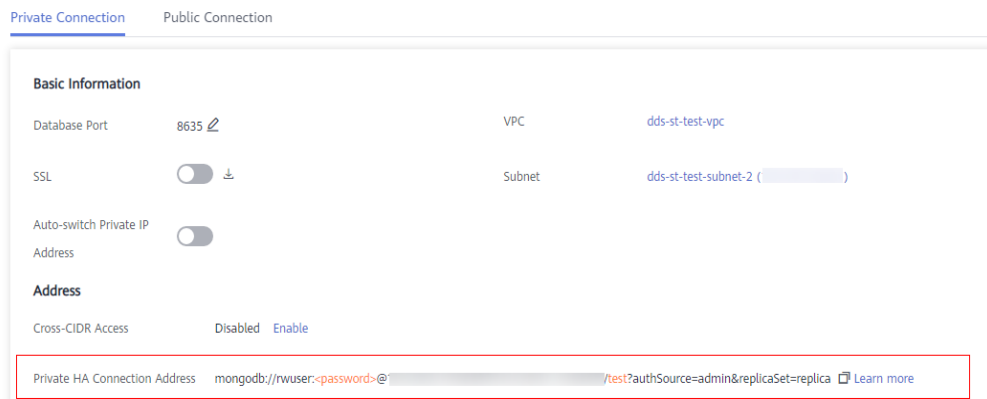 Private Connection Public Connection
Basic Information
Database Port 8635 VPC dds-st-test-vpc
SSL Subnet dds-st-test-subnet-2 ( )
Auto-switch Private IP
Address
Address
Cross-CIDR Access Disabled Enable
Private HA Connection Address mongodb://rwuser:<password>@ /test?authSource=admin&replicaSet=replica Learn more